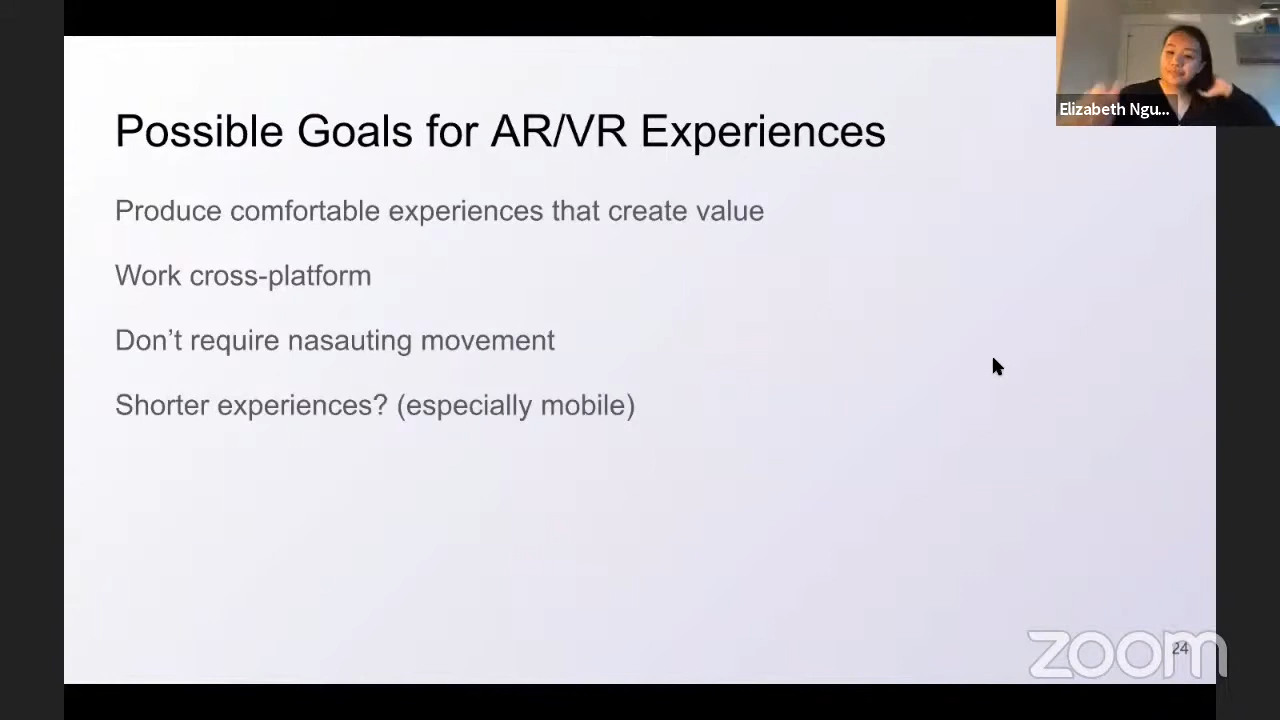 Elizabeth Ngu...
Possible Goals for AR/VR Experiences
Produce comfortable experiences that create value
Work cross-platform
Don’t require nasauting movement
Shorter experiences? (especially mobile)
24
zoom